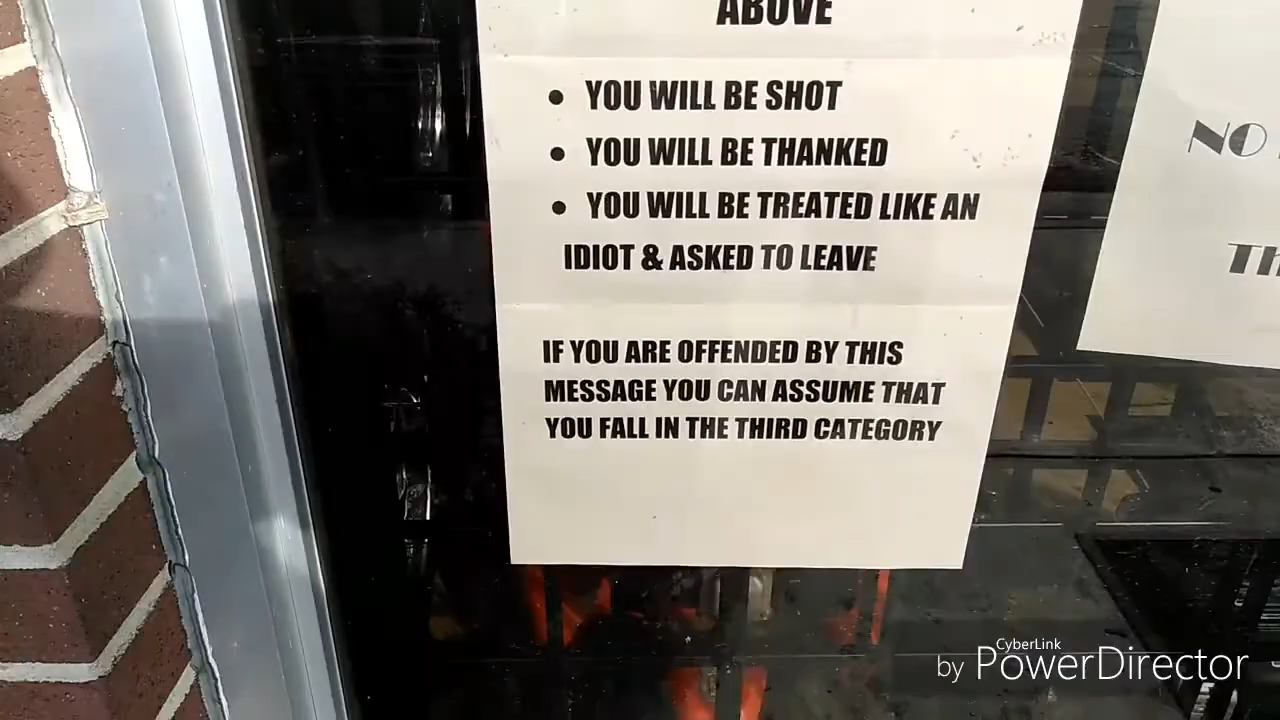 ABOVE
• YOU WILL BE SHOT
• YOU WILL BE THANKED
• YOU WILL BE TREATED LIKE AN
IDIOT & ASKED TO LEAVE
IF YOU ARE OFFENDED BY THIS
MESSAGE YOU CAN ASSUME THAT
YOU FALL IN THE THIRD CATEGORY
NO
CyberLink
by PowerDirector